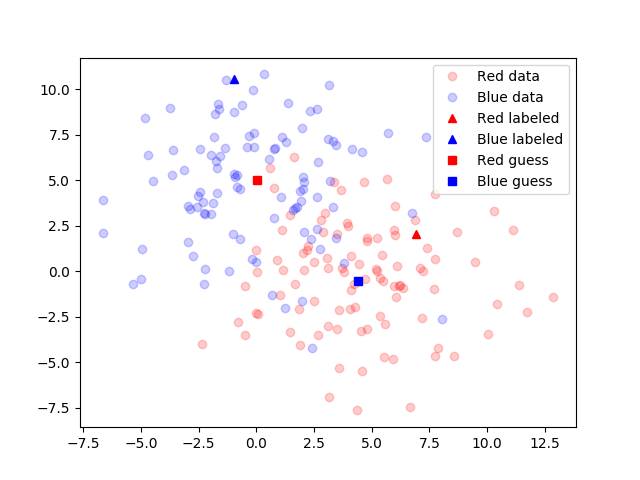 Red data
Blue data
Red labeled
Blue labeled
Red guess
Blue guess
10.0
7.5
5.0
2.5
0.0
−2.5
−5.0
−7.5
−7.5
−5.0
−2.5
0.0
2.5
5.0
7.5
10.0
12.5